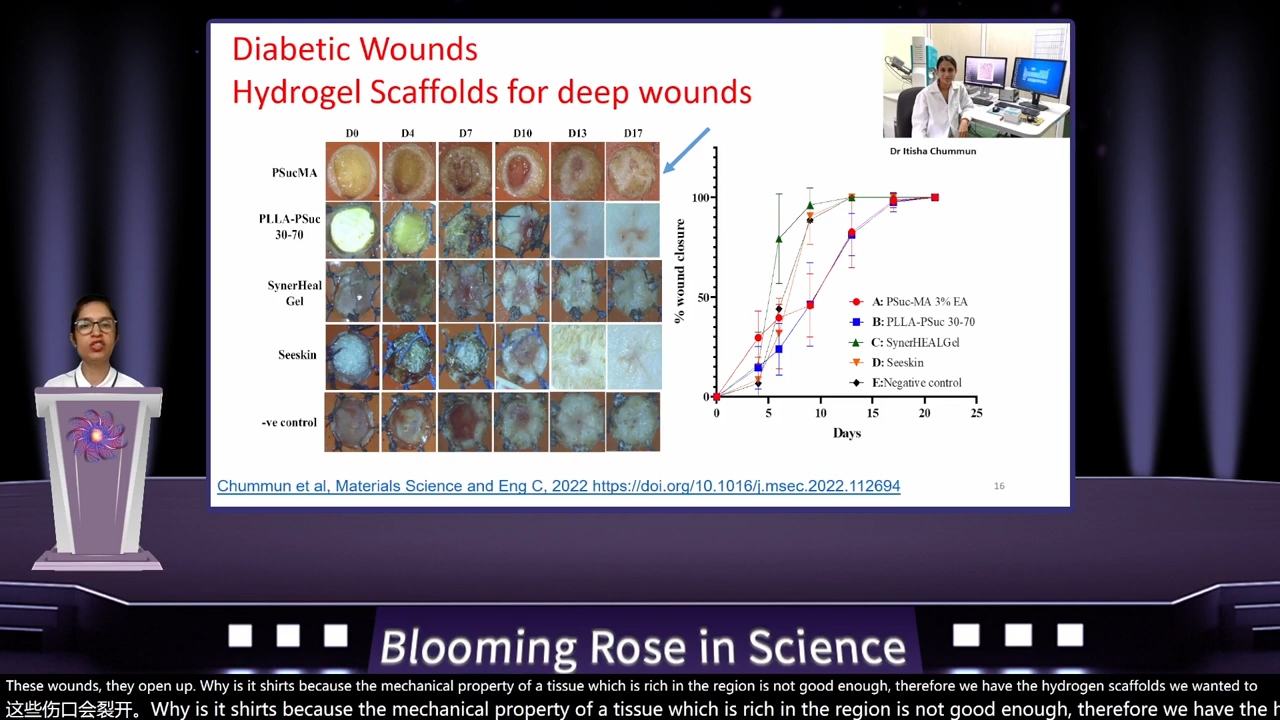 Diabetic Wounds
Hydrogel Scaffolds for deep wounds
Dr Itisha Chummun
D0 D4 D7 D10 D13 D17
PSucMA
PLLA-PSuc
30-70
SynerHeal
Gel
Seeskin
-ve control
% wound closure
100
50
0
0 5 10 15 20 25
Days
A: PSuc-MA 3% EA
B: PLLA-PSuc 30-70
C: SynerHEALGel
D: Seeskin
E:Negative control
Chummun et al, Materials Science and Eng C, 2022 https://doi.org/10.1016/j.msec.2022.112694
16
Blooming Rose in Science
These wounds, they open up. Why is it shirts because the mechanical property of a tissue which is rich in the region is not good enough, therefore we have the hydrogen scaffolds we wanted to
这些伤口会裂开。Why is it shirts because the mechanical property of a tissue which is rich in the region is not good enough, therefore we have the h